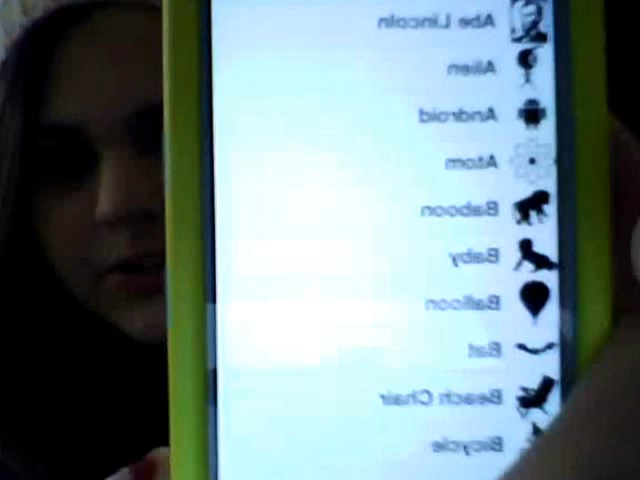 Abe Lincoln
Alien
Android
Atom
Baboon
Baby
Balloon
Bat
Beach Chair
Bicycle